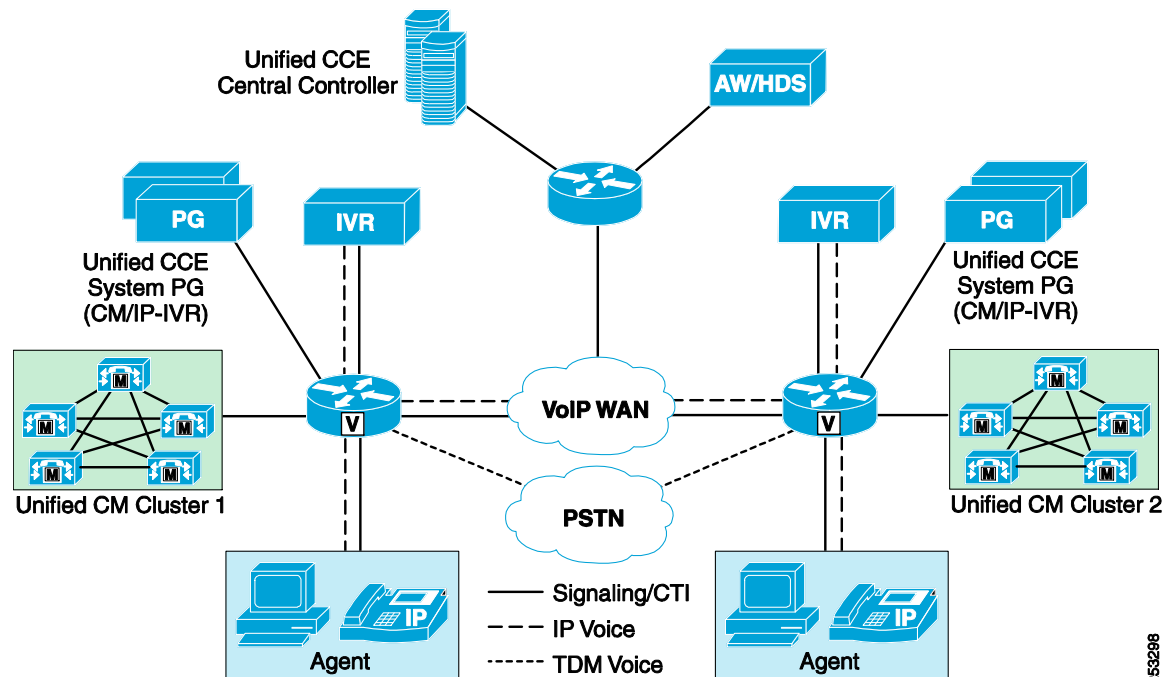 Unified CCE
Central Controller
AW/HDS
PG
IVR
IVR
PG
Unified CCE
System PG
(CM/IP-IVR)
Unified CCE
System PG
(CM/IP-IVR)
M
M
M
M
M
V
VoIP WAN
V
M
M
M
M
M
Unified CM Cluster 1
PSTN
Unified CM Cluster 2
IP
Agent
Signaling/CTI
IP Voice
TDM Voice
IP
Agent
253298